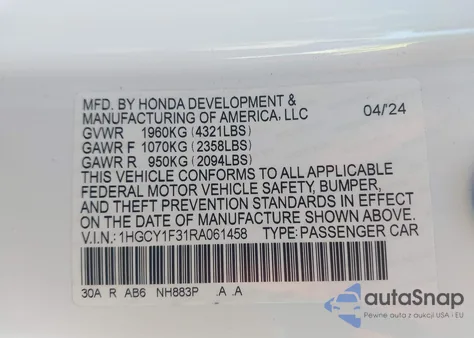 MFD. BY HONDA DEVELOPMENT &
MANUFACTURING OF AMERICA, LLC 04/24
GVWR 1960KG (4321LBS)
GAWR F 1070KG (2358LBS)
GAWR R 950KG (2094LBS)
THIS VEHICLE CONFORMS TO ALL APPLICABLE
FEDERAL MOTOR VEHICLE SAFETY, BUMPER,
AND THEFT PREVENTION STANDARDS IN EFFECT
ON THE DATE OF MANUFACTURE SHOWN ABOVE.
V.I.N.: 1HGCY1F31RA061458 TYPE: PASSENGER CAR
30A R AB6 NH883P .A .A
autoSnap
Pewne auto z aukcji USA i EU